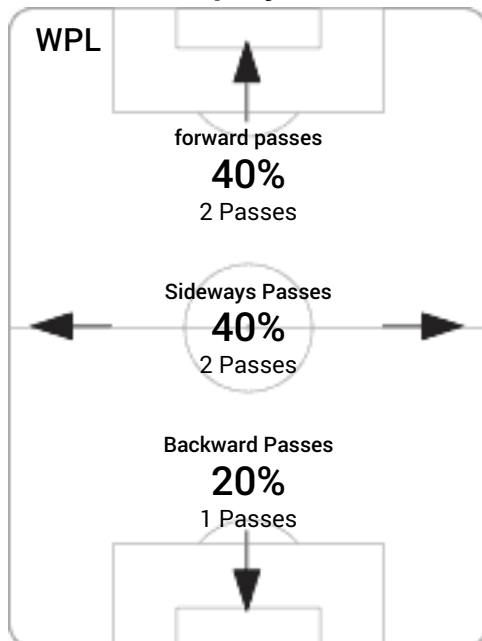 WPL
forward passes
40%
2 Passes
Sideways Passes
40%
2 Passes
Backward Passes
20%
1 Passes